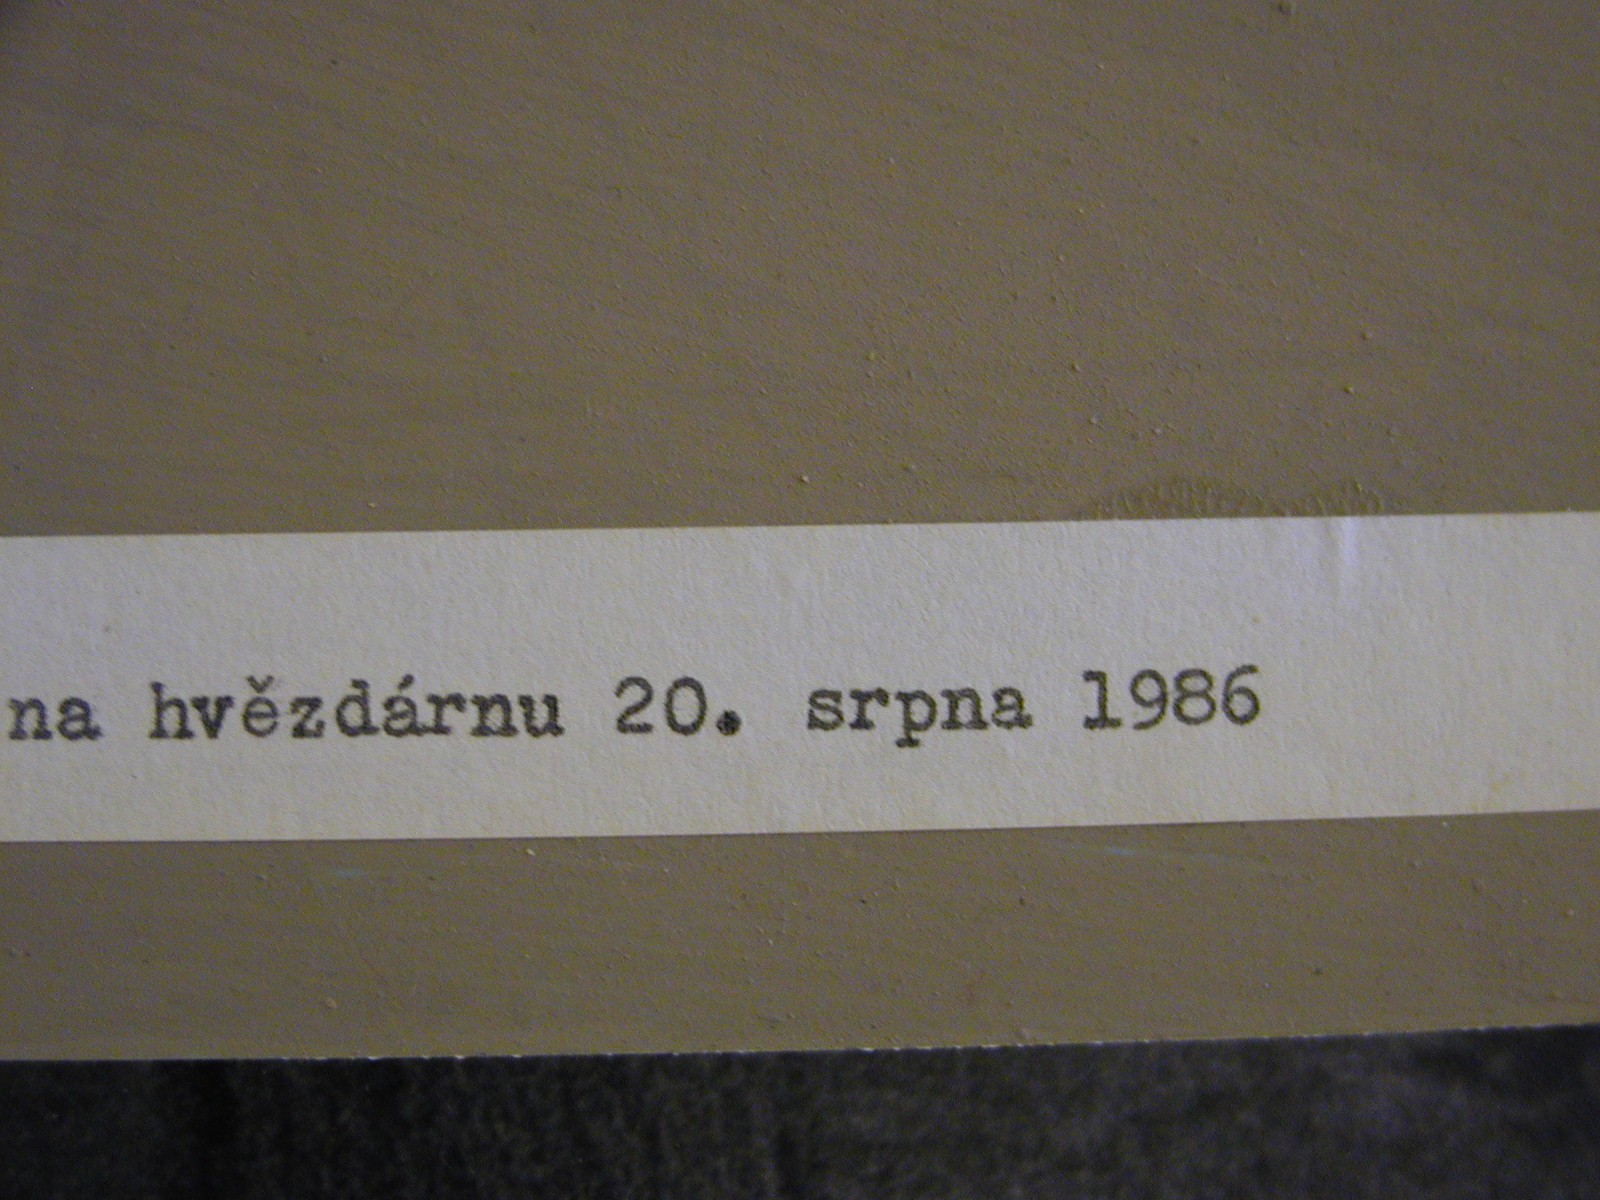 na hvězdárnu 20. srpna 1986